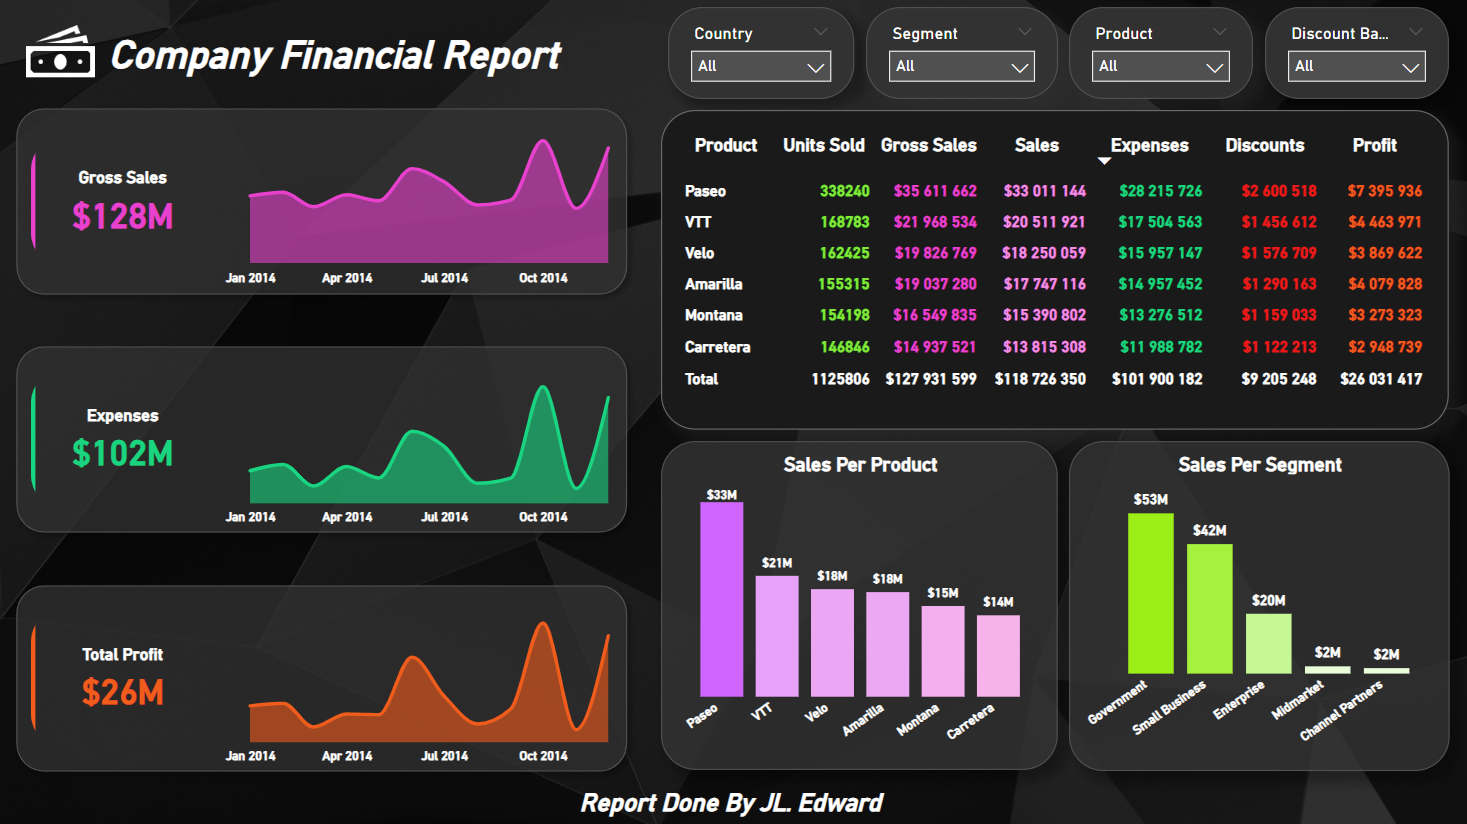 Company Financial Report
Country
All
Segment
All
Product
All
Discount Ba...
All
Gross Sales
$128M
Jan 2014 Apr 2014 Jul 2014 Oct 2014
Expenses
$102M
Jan 2014 Apr 2014 Jul 2014 Oct 2014
Total Profit
$26M
Jan 2014 Apr 2014 Jul 2014 Oct 2014
Product Units Sold Gross Sales Sales Expenses Discounts Profit
Paseo 338240 $35 611 662 $33 011 144 $28 215 726 $2 600 518 $7 395 936
VTT 168783 $21 968 534 $20 511 921 $17 504 563 $1 456 612 $4 463 971
Velo 162425 $19 826 769 $18 250 059 $15 957 147 $1 576 709 $3 869 622
Amarilla 155315 $19 037 280 $17 747 116 $14 957 452 $1 290 163 $4 079 828
Montana 154198 $16 549 835 $15 390 802 $13 276 512 $1 159 033 $3 273 323
Carretera 146846 $14 937 521 $13 815 308 $11 988 782 $1 122 213 $2 948 739
Total 1125806 $127 931 599 $118 726 350 $101 900 182 $9 205 248 $26 031 417
Sales Per Product
$33M
$21M
$18M
$18M
$15M
$14M
Paseo
VTT
Velo
Amarilla
Montana
Carretera
Sales Per Segment
$53M
$42M
$20M
$2M
$2M
Government
Small Business
Enterprise
Midmarket
Channel Partners
Report Done By JL. Edward